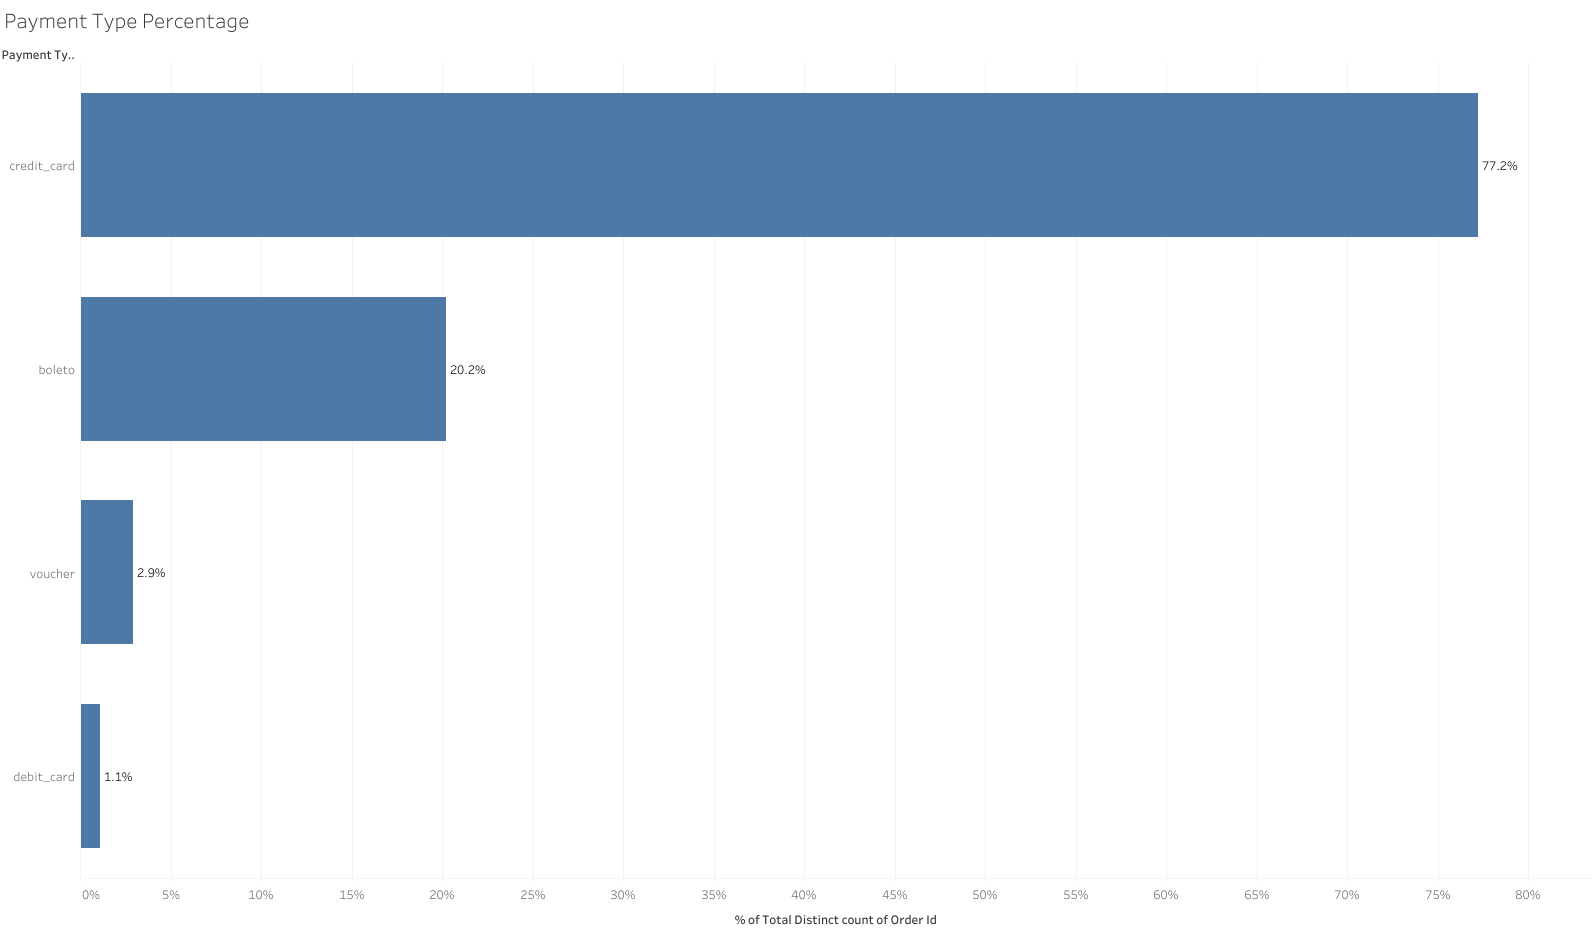 Payment Type Percentage
Payment Ty..
credit_card 77.2%
boleto 20.2%
voucher 2.9%
debit_card 1.1%
0% 5% 10% 15% 20% 25% 30% 35% 40% 45% 50% 55% 60% 65% 70% 75% 80%
% of Total Distinct count of Order Id